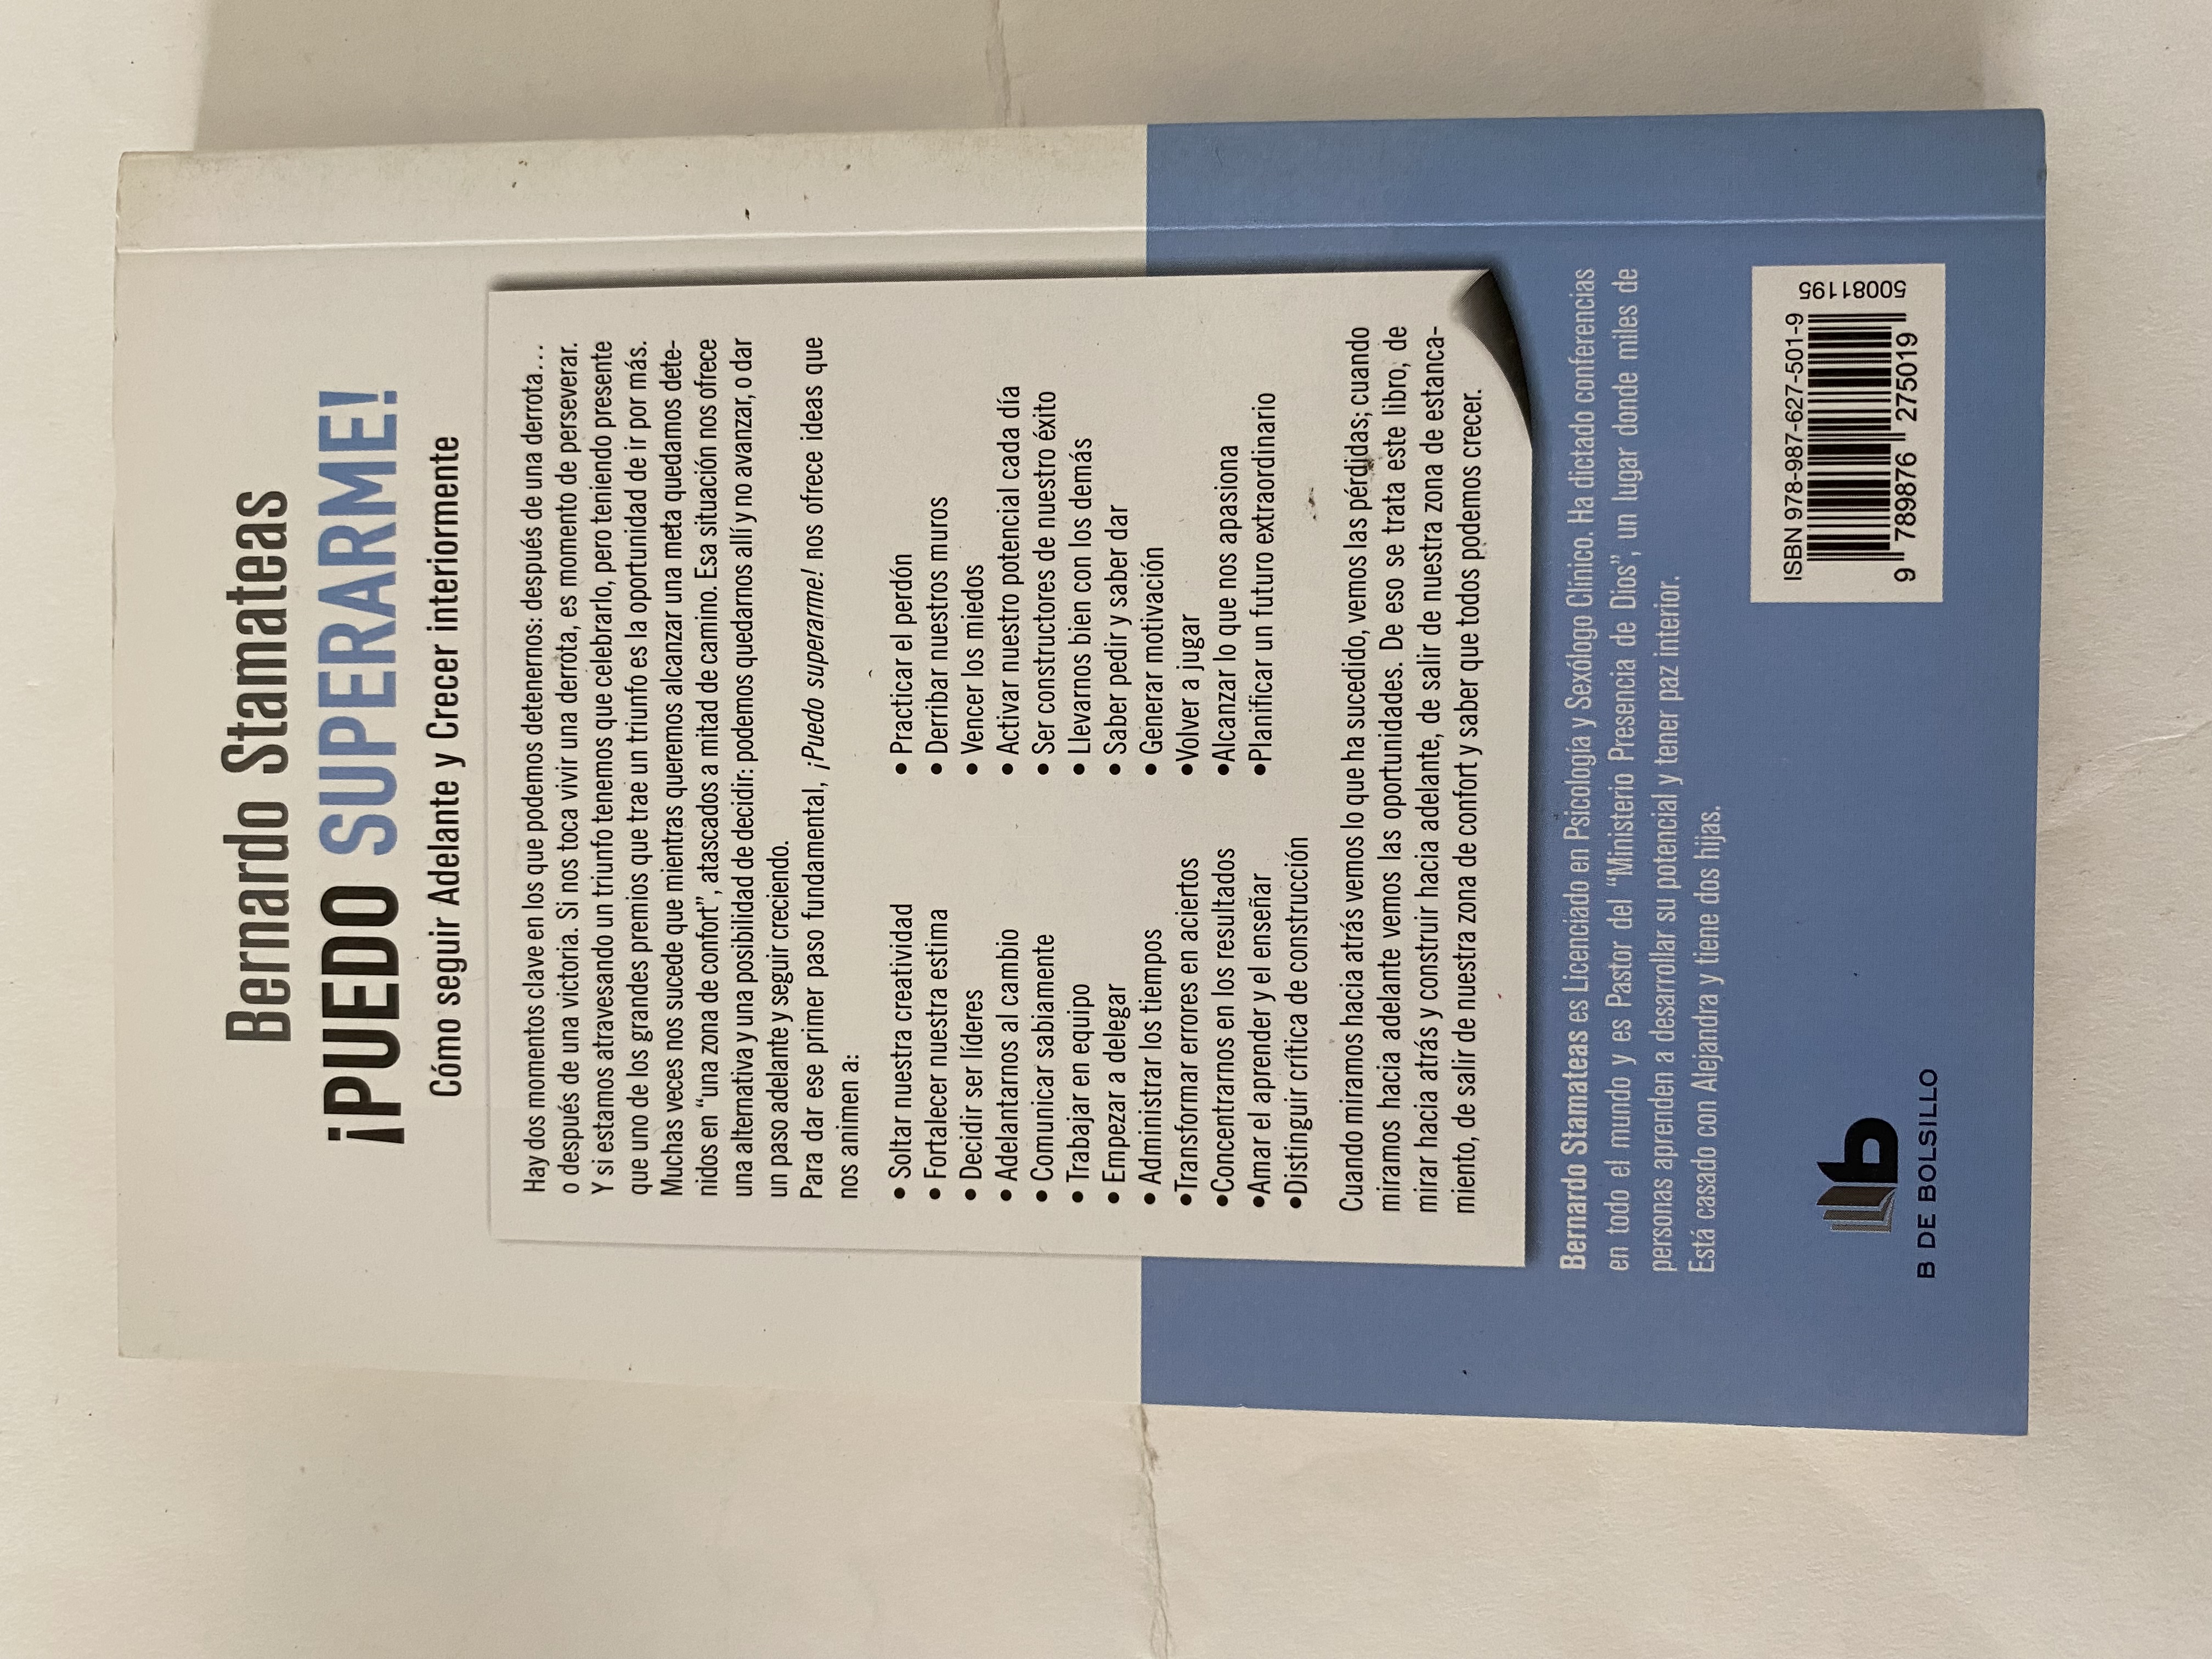 Bernardo Stamateas
¡PUEDO SUPERARME!
Cómo seguir Adelante y Crecer interiormente
Hay dos momentos clave en los que podemos detenernos: después de una derrota...
o después de una victoria. Si nos toca vivir una derrota, es momento de perseverar.
Y si estamos atravesando un triunfo tenemos que celebrarlo, pero teniendo presente
que uno de los grandes premios que trae un triunfo es la oportunidad de ir por más.
Muchas veces nos sucede que mientras queremos alcanzar una meta quedamos dete-
nidos en “una zona de confort”, atascados a mitad de camino. Esa situación nos ofrece
una alternativa y una posibilidad de decidir: podemos quedarnos allí y no avanzar, o dar
un paso adelante y seguir creciendo.
Para dar ese primer paso fundamental, ¡Puedo superarme! nos ofrece ideas que
nos animen a:
• Soltar nuestra creatividad
• Fortalecer nuestra estima
• Decidir ser líderes
• Adelantarnos al cambio
• Comunicar sabiamente
• Trabajar en equipo
• Empezar a delegar
• Administrar los tiempos
•Transformar errores en aciertos
•Concentrarnos en los resultados
•Amar el aprender y el enseñar
•Distinguir crítica de construcción
• Practicar el perdón
• Derribar nuestros muros
• Vencer los miedos
• Activar nuestro potencial cada día
• Ser constructores de nuestro éxito
• Llevarnos bien con los demás
• Saber pedir y saber dar
• Generar motivación
•Volver a jugar
•Alcanzar lo que nos apasiona
•Planificar un futuro extraordinario
Cuando miramos hacia atrás vemos lo que ha sucedido, vemos las pérdidas; cuando
miramos hacia adelante vemos las oportunidades. De eso se trata este libro, de
mirar hacia atrás y construir hacia adelante, de salir de nuestra zona de estanca-
miento, de salir de nuestra zona de confort y saber que todos podemos crecer.
Bernardo Stamateas es Licenciado en Psicología y Sexólogo Clínico. Ha dictado conferencias
en todo el mundo y es Pastor del “Ministerio Presencia de Dios”, un lugar donde miles de
personas aprenden a desarrollar su potencial y tener paz interior.
Está casado con Alejandra y tiene dos hijas.
b
B DE BOLSILLO
ISBN 978-987-627-501-9
9 789876 275019
50081195